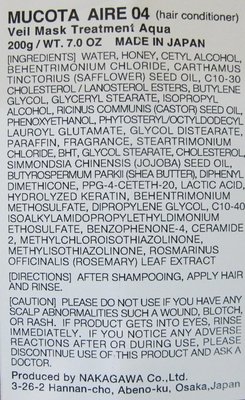 MUCOTA AIRE 04 (hair conditioner)
Veil Mask Treatment Aqua
200g/ WT. 7.0 OZ MADE IN JAPAN
[INGREDIENTS] WATER, HONEY, CETYL ALCOHOL,
BEHENTRIMONIUM CHLORIDE, CARTHAMUS
TINCTORIUS (SAFFLOWER) SEED OIL, C10-30
CHOLESTEROL / LANOSTEROL ESTERS, BUTYLENE
GLYCOL, GLYCERYL STEARATE, ISOPROPYL
ALCOHOL, RICINUS COMMUNIS (CASTOR) SEED OIL,
PHENOXYETHANOL, PHYTOSTERYL/OCTYLDODECYL
LAUROYL GLUTAMATE, GLYCOL DISTEARATE,
PARAFFIN, FRAGRANCE, STEARTRIMONIUM
CHLORIDE, BHT, GLYCOL STEARATE, CHOLESTEROL,
SIMMONDSIA CHINENSIS (JOJOBA) SEED OIL,
BUTYROSPERMUM PARKII (SHEA BUTTER), DIPHENYL
DIMETHICONE, PPG-4-CETETH-20, LACTIC ACID,
HYDROLYZED KERATIN, BEHENTRIMONIUM
METHOSULFATE, DIPROPYLENE GLYCOL, C10-40
ISOALKYLAMIDOPROPYLETHYLDIMONIUM
ETHOSULFATE, BENZOPHENONE-4, CERAMIDE
2, METHYLCHLOROISOTHIAZOLINONE,
METHYLISOTHIAZOLINONE, ROSMARINUS
OFFICINALIS (ROSEMARY) LEAF EXTRACT
[DIRECTIONS] AFTER SHAMPOOING, APPLY HAIR
AND RINSE.
[CAUTION] PLEASE DO NOT USE IF YOU HAVE ANY
SCALP ABNORMALITIES SUCH AS A WOUND, BLOTCH,
OR RASH. IF PRODUCT GETS INTO EYES, RINSE
IMMEDIATELY. IF YOU NOTICE ANY ADVERSE
REACTIONS AFTER OR DURING USE, PLEASE
DISCONTINUE USE OF THIS PRODUCT AND ASK A
DOCTOR.
Produced by NAKAGAWA Co., Ltd.
3-26-2 Hannan-cho, Abeno-ku, Osaka, Japan